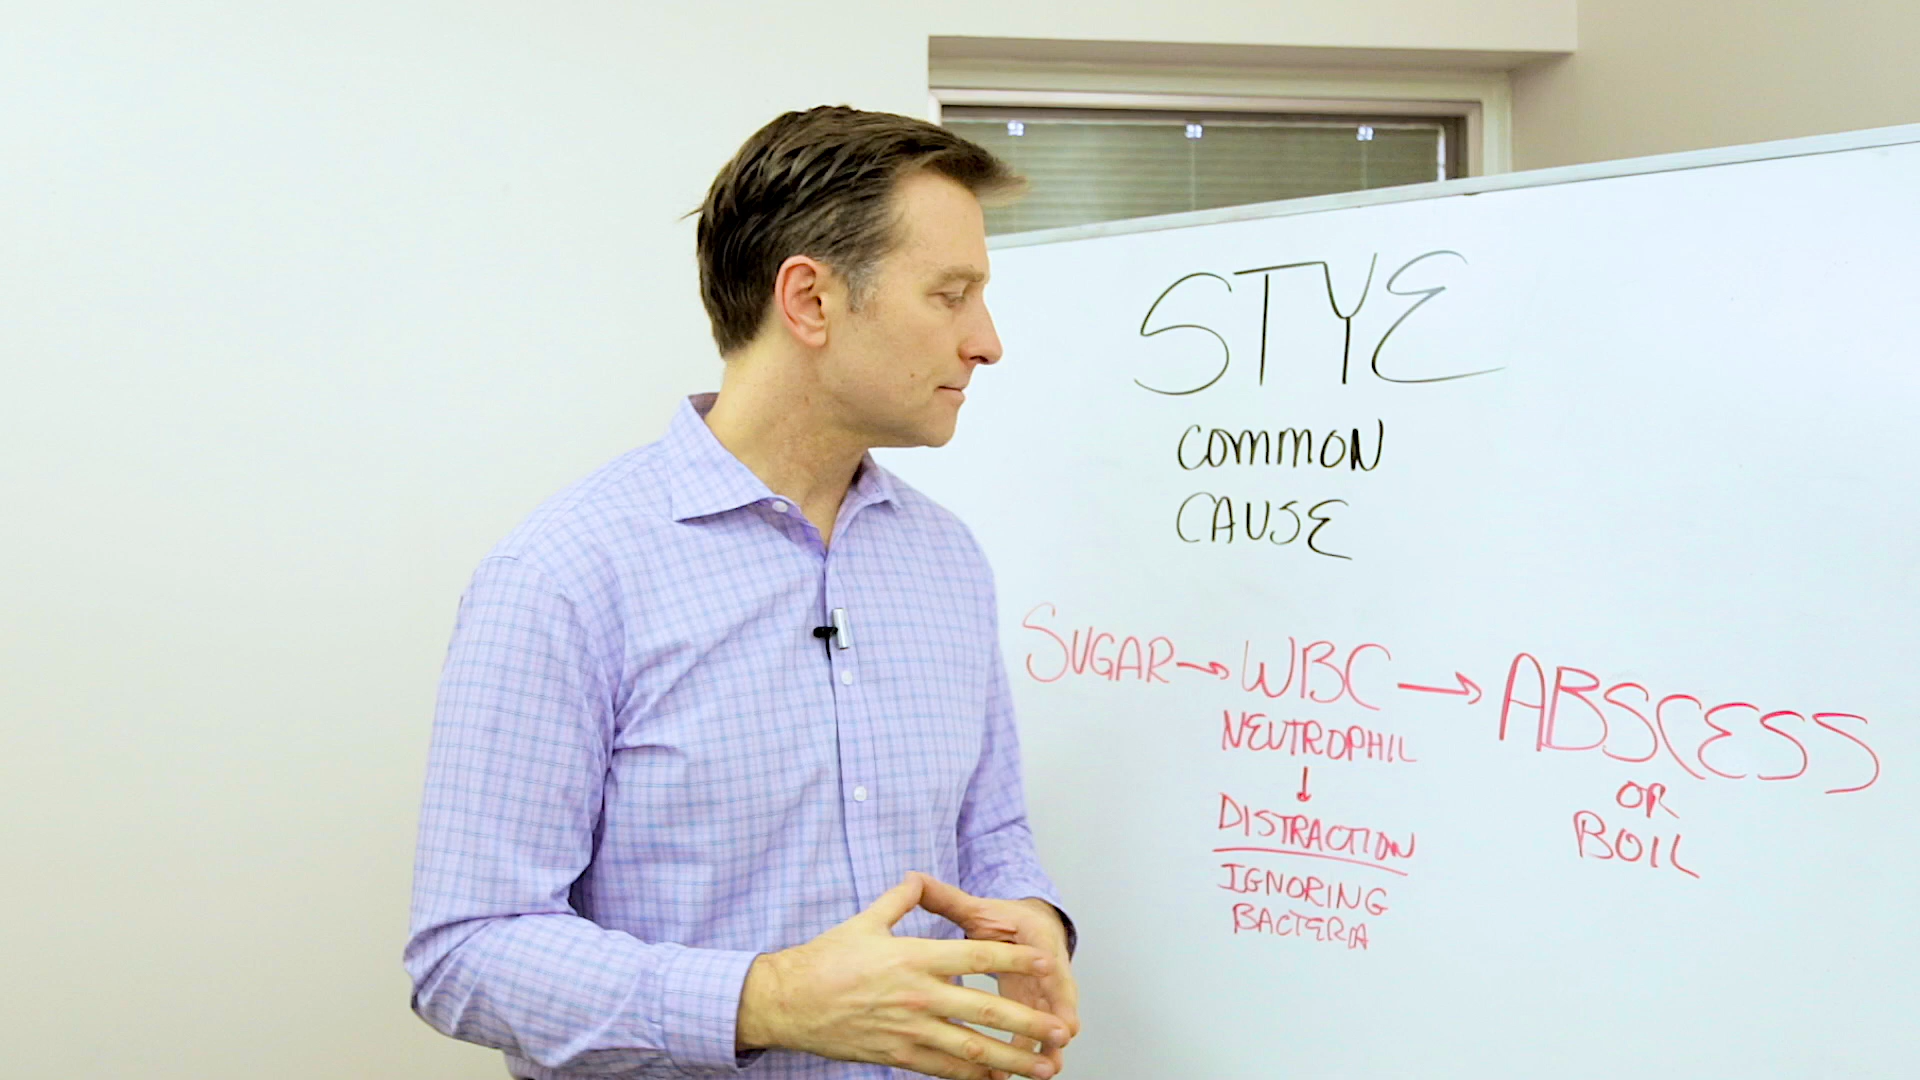 STYE
COMMON
CAUSE
SUGAR → WBC → ABSCESS
NEUTROPHIL
↓
DISTRACTION
IGNORING
BACTERIA
OR
BOIL